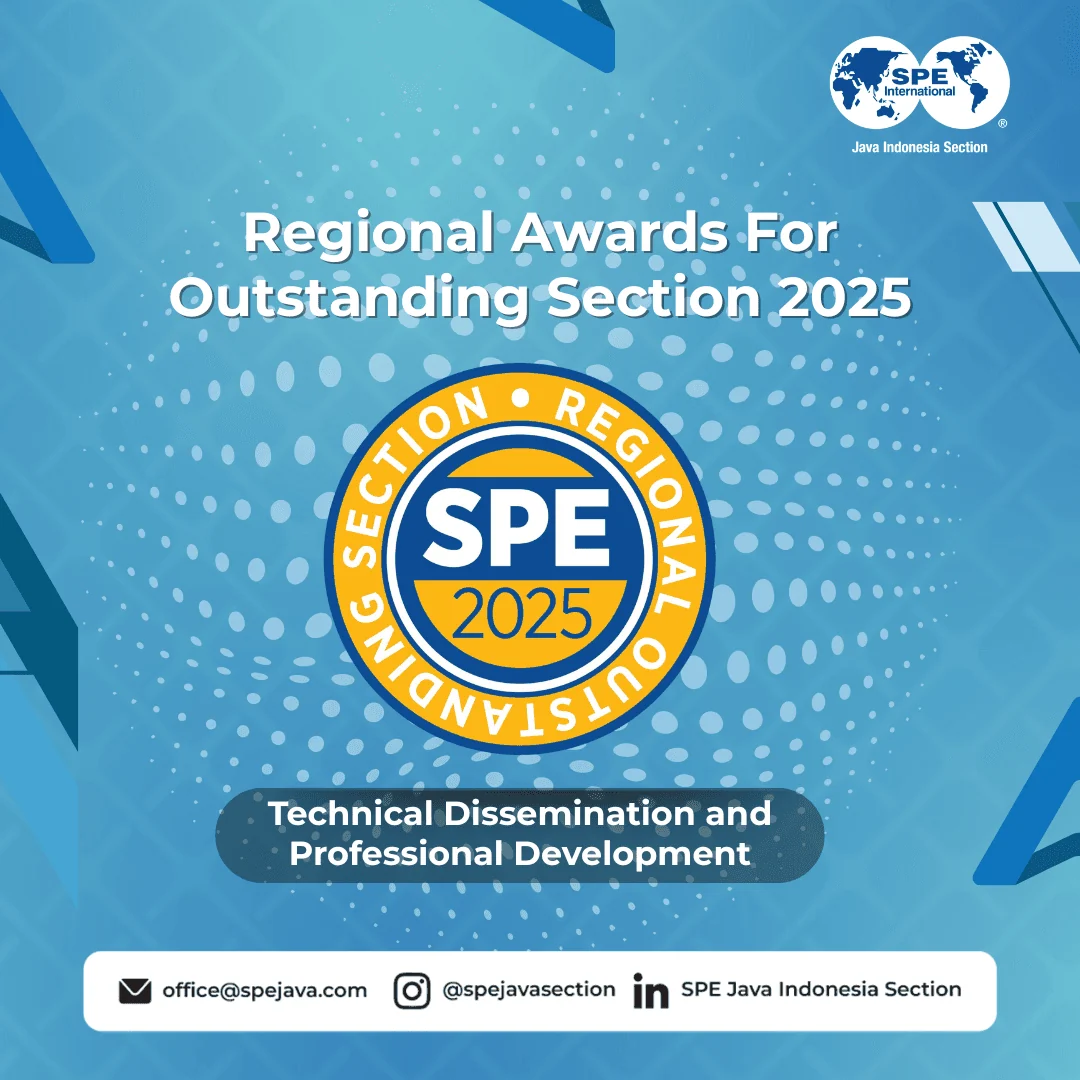 SPE
International
®
Java Indonesia Section
Regional Awards For
Outstanding Section 2025
REGIONAL OUTSTANDING SECTION •
SPE
2025
Technical Dissemination and
Professional Development
office@spejava.com
@spejavasection
in SPE Java Indonesia Section